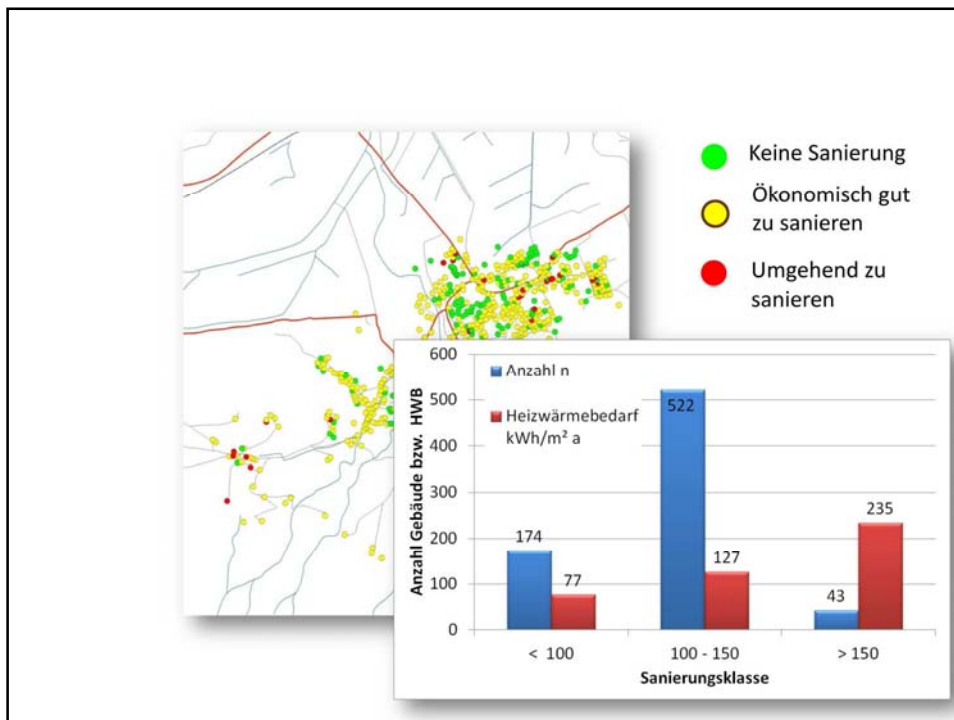 Keine Sanierung
Ökonomisch gut
zu sanieren
Umgehend zu
sanieren
Anzahl Gebäude bzw. HWB
600
500
400
300
200
100
0
Anzahl n
Heizwärmebedarf
kWh/m² a
174
77
522
127
43
235
< 100
100 - 150
> 150
Sanierungsklasse